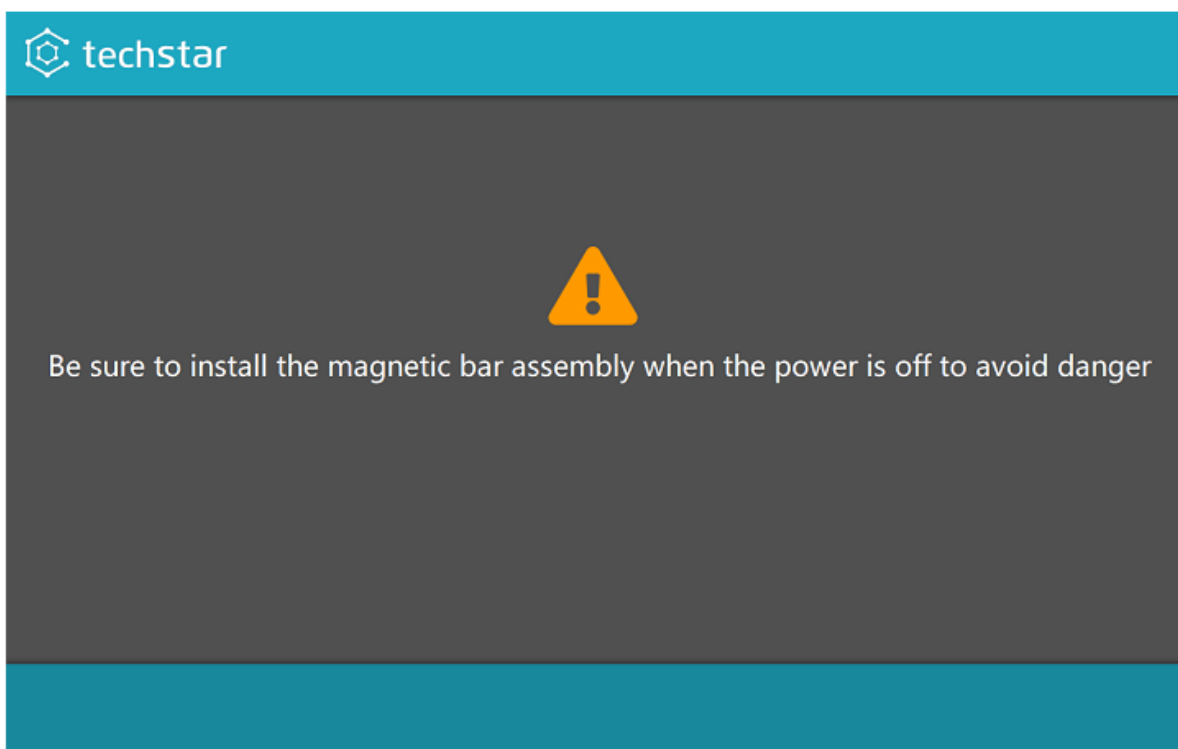 techstar
Be sure to install the magnetic bar assembly when the power is off to avoid danger